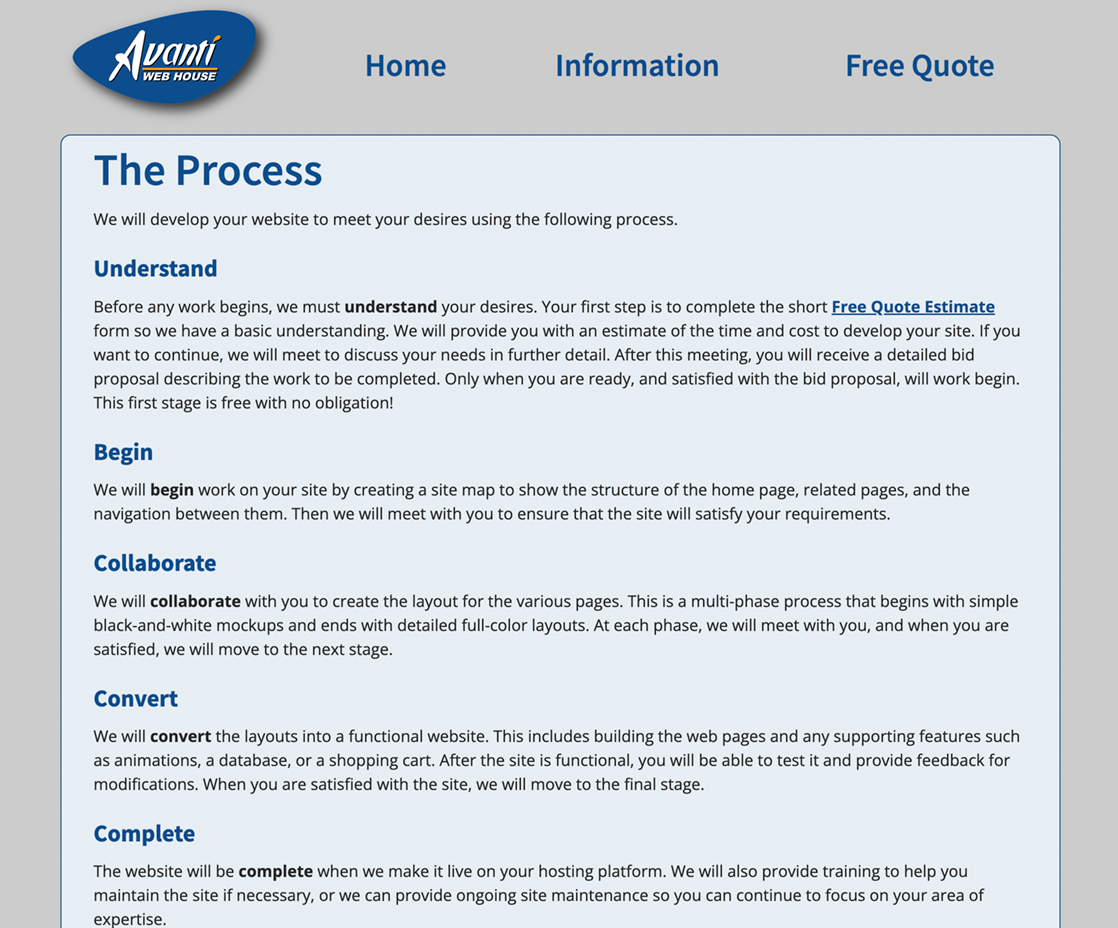 Avanti
WEB HOUSE
Home
Information
Free Quote
The Process
We will develop your website to meet your desires using the following process.
Understand
Before any work begins, we must understand your desires. Your first step is to complete the short Free Quote Estimate
form so we have a basic understanding. We will provide you with an estimate of the time and cost to develop your site. If you
want to continue, we will meet to discuss your needs in further detail. After this meeting, you will receive a detailed bid
proposal describing the work to be completed. Only when you are ready, and satisfied with the bid proposal, will work begin.
This first stage is free with no obligation!
Begin
We will begin work on your site by creating a site map to show the structure of the home page, related pages, and the
navigation between them. Then we will meet with you to ensure that the site will satisfy your requirements.
Collaborate
We will collaborate with you to create the layout for the various pages. This is a multi-phase process that begins with simple
black-and-white mockups and ends with detailed full-color layouts. At each phase, we will meet with you, and when you are
satisfied, we will move to the next stage.
Convert
We will convert the layouts into a functional website. This includes building the web pages and any supporting features such
as animations, a database, or a shopping cart. After the site is functional, you will be able to test it and provide feedback for
modifications. When you are satisfied with the site, we will move to the final stage.
Complete
The website will be complete when we make it live on your hosting platform. We will also provide training to help you
maintain the site if necessary, or we can provide ongoing site maintenance so you can continue to focus on your area of
expertise.